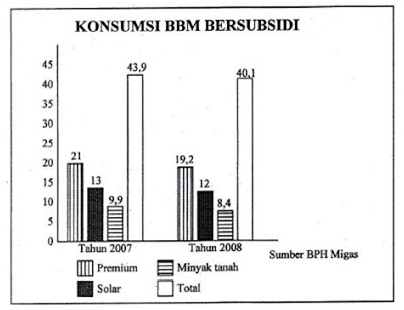 KONSUMSI BBM BERSUBSIDI
45
40
35
30
25
20
15
10
5
0
21
13
9,9
43,9
19,2
12
8,4
40,1
Tahun 2007
Tahun 2008
Sumber BPH Migas
Premium
Minyak tanah
Solar
Total